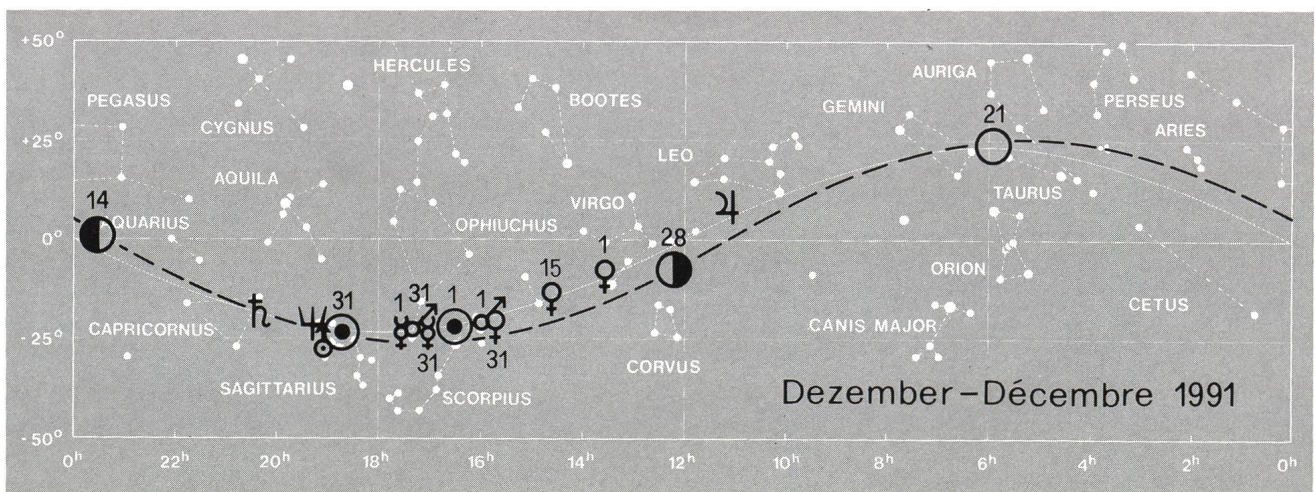 +50°
HERCULES
AURIGA
PEGASUS
BOOTES
GEMINI
PERSEUS
21
CYGNUS
+25°
ARIES
LEO
AQUILA
TAURUS
14
VIRGO
QUARIUS
OPHIUCHUS
1
28
0°
15
ORION
31
1
31
1
1
CETUS
CAPRICORNUS
CANIS MAJOR
-25°
31
31
CORVUS
SAGITTARIUS
SCORPIUS
Dezember–Décembre 1991
-50°
0h 22h 20h 18h 16h 14h 12h 10h 8h 6h 4h 2h 0h